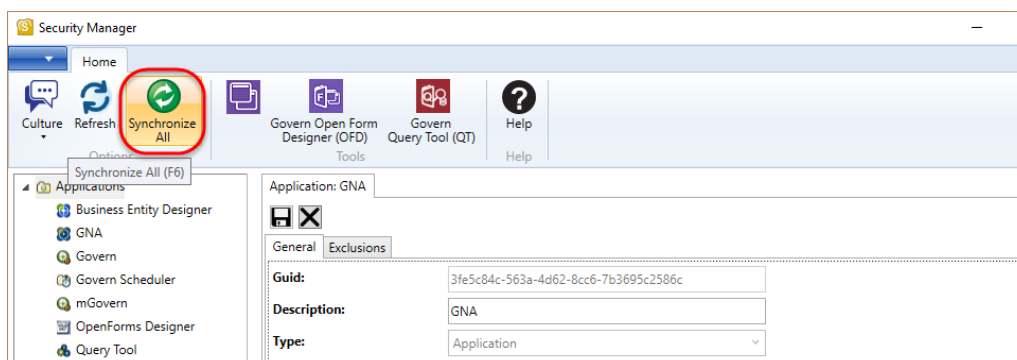 Security Manager
Home
Culture
Refresh
Synchronize
All
Govern Open Form
Designer (OFD)
Govern
Query Tool (QT)
Help
Options
Tools
Help
Synchronize All (F6)
Applications
Business Entity Designer
GNA
Govern
Govern Scheduler
mGovern
OpenForms Designer
Query Tool
Application: GNA
General
Exclusions
Guid:
3fe5c84c-563a-4d62-8cc6-7b3695c2586c
Description:
GNA
Type:
Application